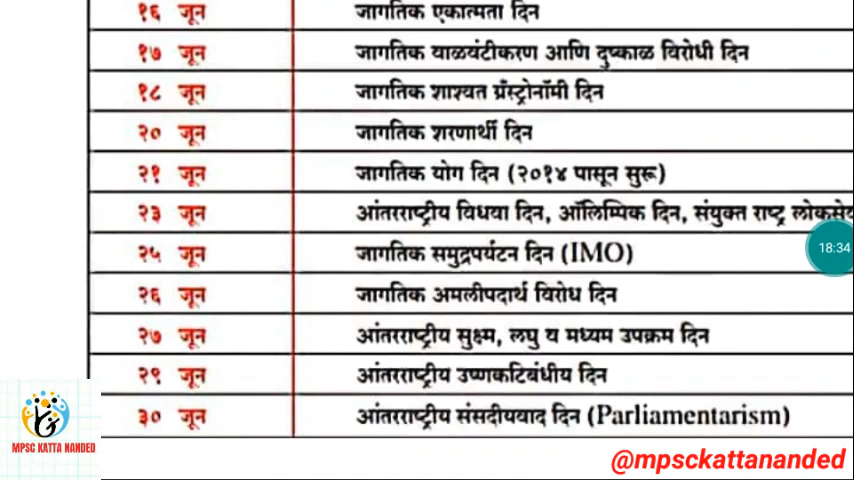 १६ जून जागतिक एकात्मता दिन
१७ जून जागतिक वाळवंटीकरण आणि दुष्काळ विरोधी दिन
१८ जून जागतिक शाश्वत ग्रॅस्ट्रोनॉमी दिन
२० जून जागतिक शरणार्थी दिन
२१ जून जागतिक योग दिन (२०१४ पासून सुरू)
२३ जून आंतरराष्ट्रीय विधवा दिन, ऑलिम्पिक दिन, संयुक्त राष्ट्र लोकसेव
18:34
२५ जून जागतिक समुद्रपर्यटन दिन (IMO)
२६ जून जागतिक अमलीपदार्थ विरोध दिन
२७ जून आंतरराष्ट्रीय सुक्ष्म, लघु व मध्यम उपक्रम दिन
२९ जून आंतरराष्ट्रीय उष्णकटिबंधीय दिन
३० जून आंतरराष्ट्रीय संसदीयवाद दिन (Parliamentarism)
MPSC KATTA NANDED
@mpsckattananded